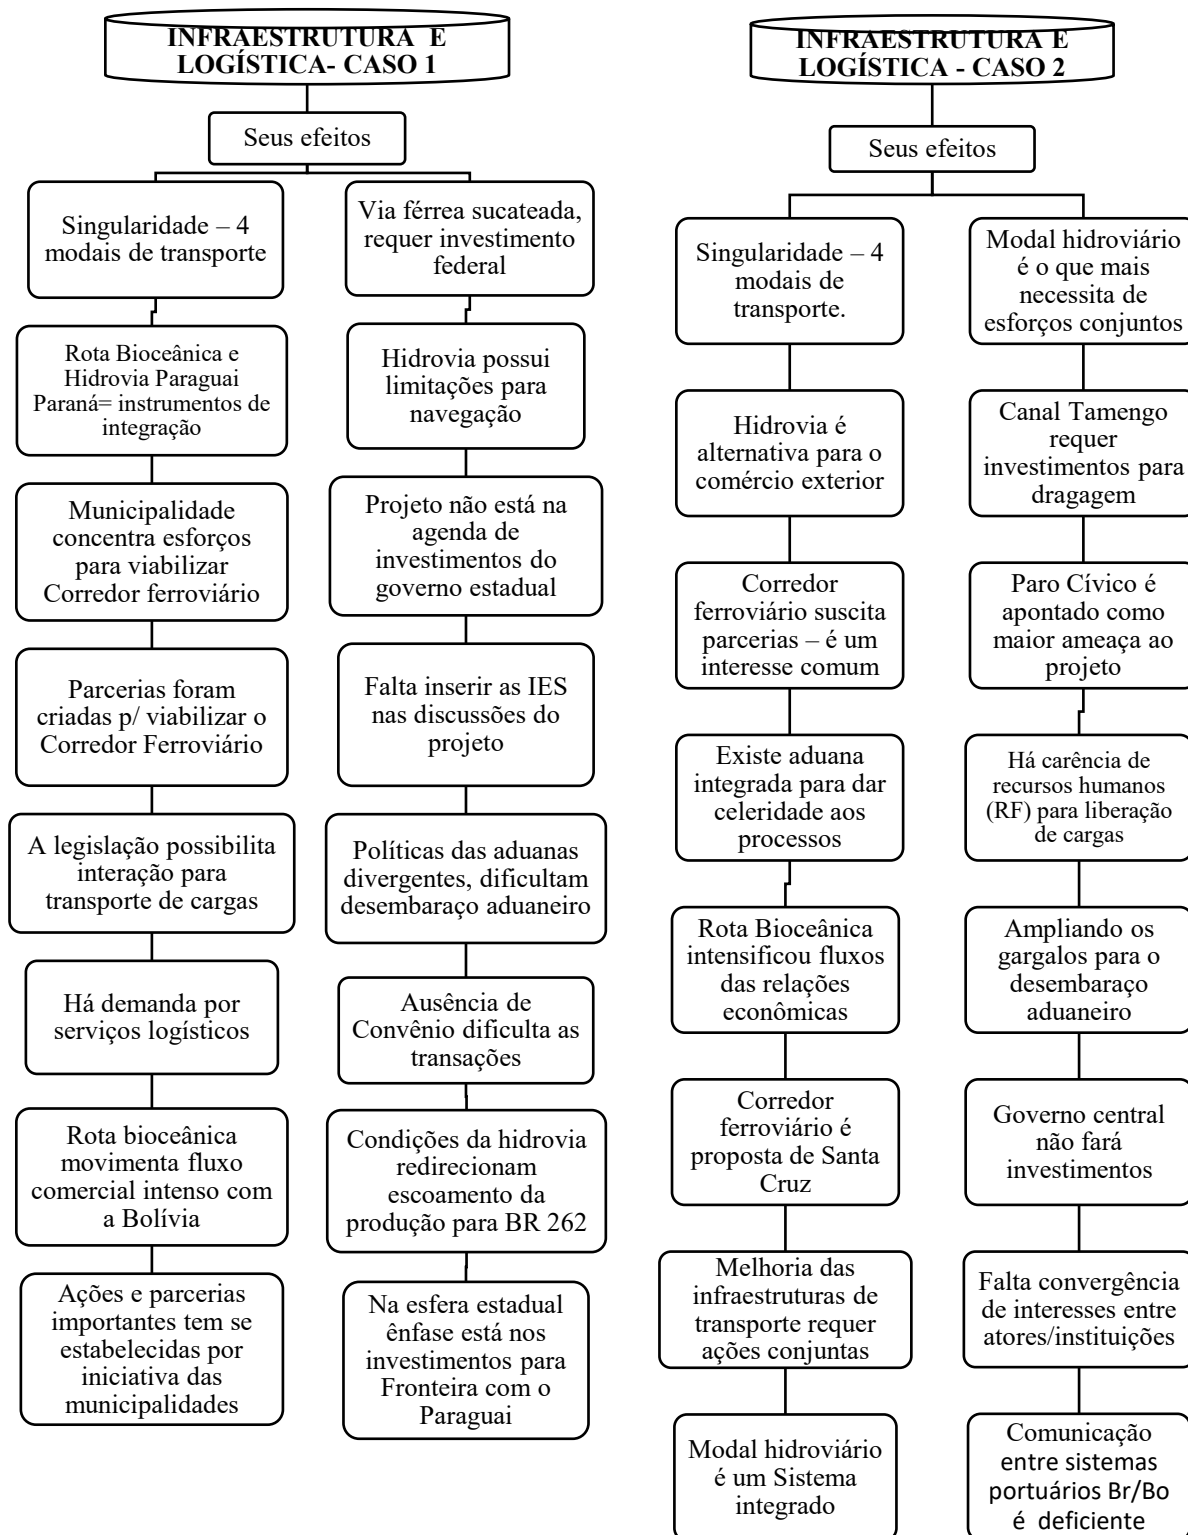 INFRAESTRUTURA E
LOGÍSTICA- CASO 1
Seus efeitos
Singularidade – 4
modais de transporte
Rota Bioceânica e
Hidrovia Paraguai
Paraná= instrumentos de
integração
Municipalidade
concentra esforços
para viabilizar
Corredor ferroviário
Parcerias foram
criadas p/ viabilizar o
Corredor Ferroviário
A legislação possibilita
interação para
transporte de cargas
Há demanda por
serviços logísticos
Rota bioceânica
movimenta fluxo
comercial intenso com
a Bolívia
Ações e parcerias
importantes tem se
estabelecidas por
iniciativa das
municipalidades
Via férrea sucateada,
requer investimento
federal
Hidrovia possui
limitações para
navegação
Projeto não está na
agenda de
investimentos do
governo estadual
Falta inserir as IES
nas discussões do
projeto
Políticas das aduanas
divergentes, dificultam
desembaraço aduaneiro
Ausência de
Convênio dificulta as
transações
Condições da hidrovia
redirecionam
escoamento da
produção para BR 262
Na esfera estadual
ênfase está nos
investimentos para
Fronteira com o
Paraguai
INFRAESTRUTURA E
LOGÍSTICA - CASO 2
Seus efeitos
Singularidade – 4
modais de
transporte.
Hidrovia é
alternativa para o
comércio exterior
Corredor
ferroviário suscita
parcerias – é um
interesse comum
Existe aduana
integrada para dar
celeridade aos
processos
Rota Bioceânica
intensificou fluxos
das relações
econômicas
Corredor
ferroviário é
proposta de Santa
Cruz
Melhoria das
infraestruturas de
transporte requer
ações conjuntas
Modal hidroviário
é um Sistema
integrado
Modal hidroviário
é o que mais
necessita de
esforços conjuntos
Canal Tamengo
requer
investimentos para
dragagem
Paro Cívico é
apontado como
maior ameaça ao
projeto
Há carência de
recursos humanos
(RF) para liberação
de cargas
Ampliando os
gargalos para o
desembaraço
aduaneiro
Governo central
não fará
investimentos
Falta convergência
de interesses entre
atores/instituições
Comunicação
entre sistemas
portuários Br/Bo
é deficiente